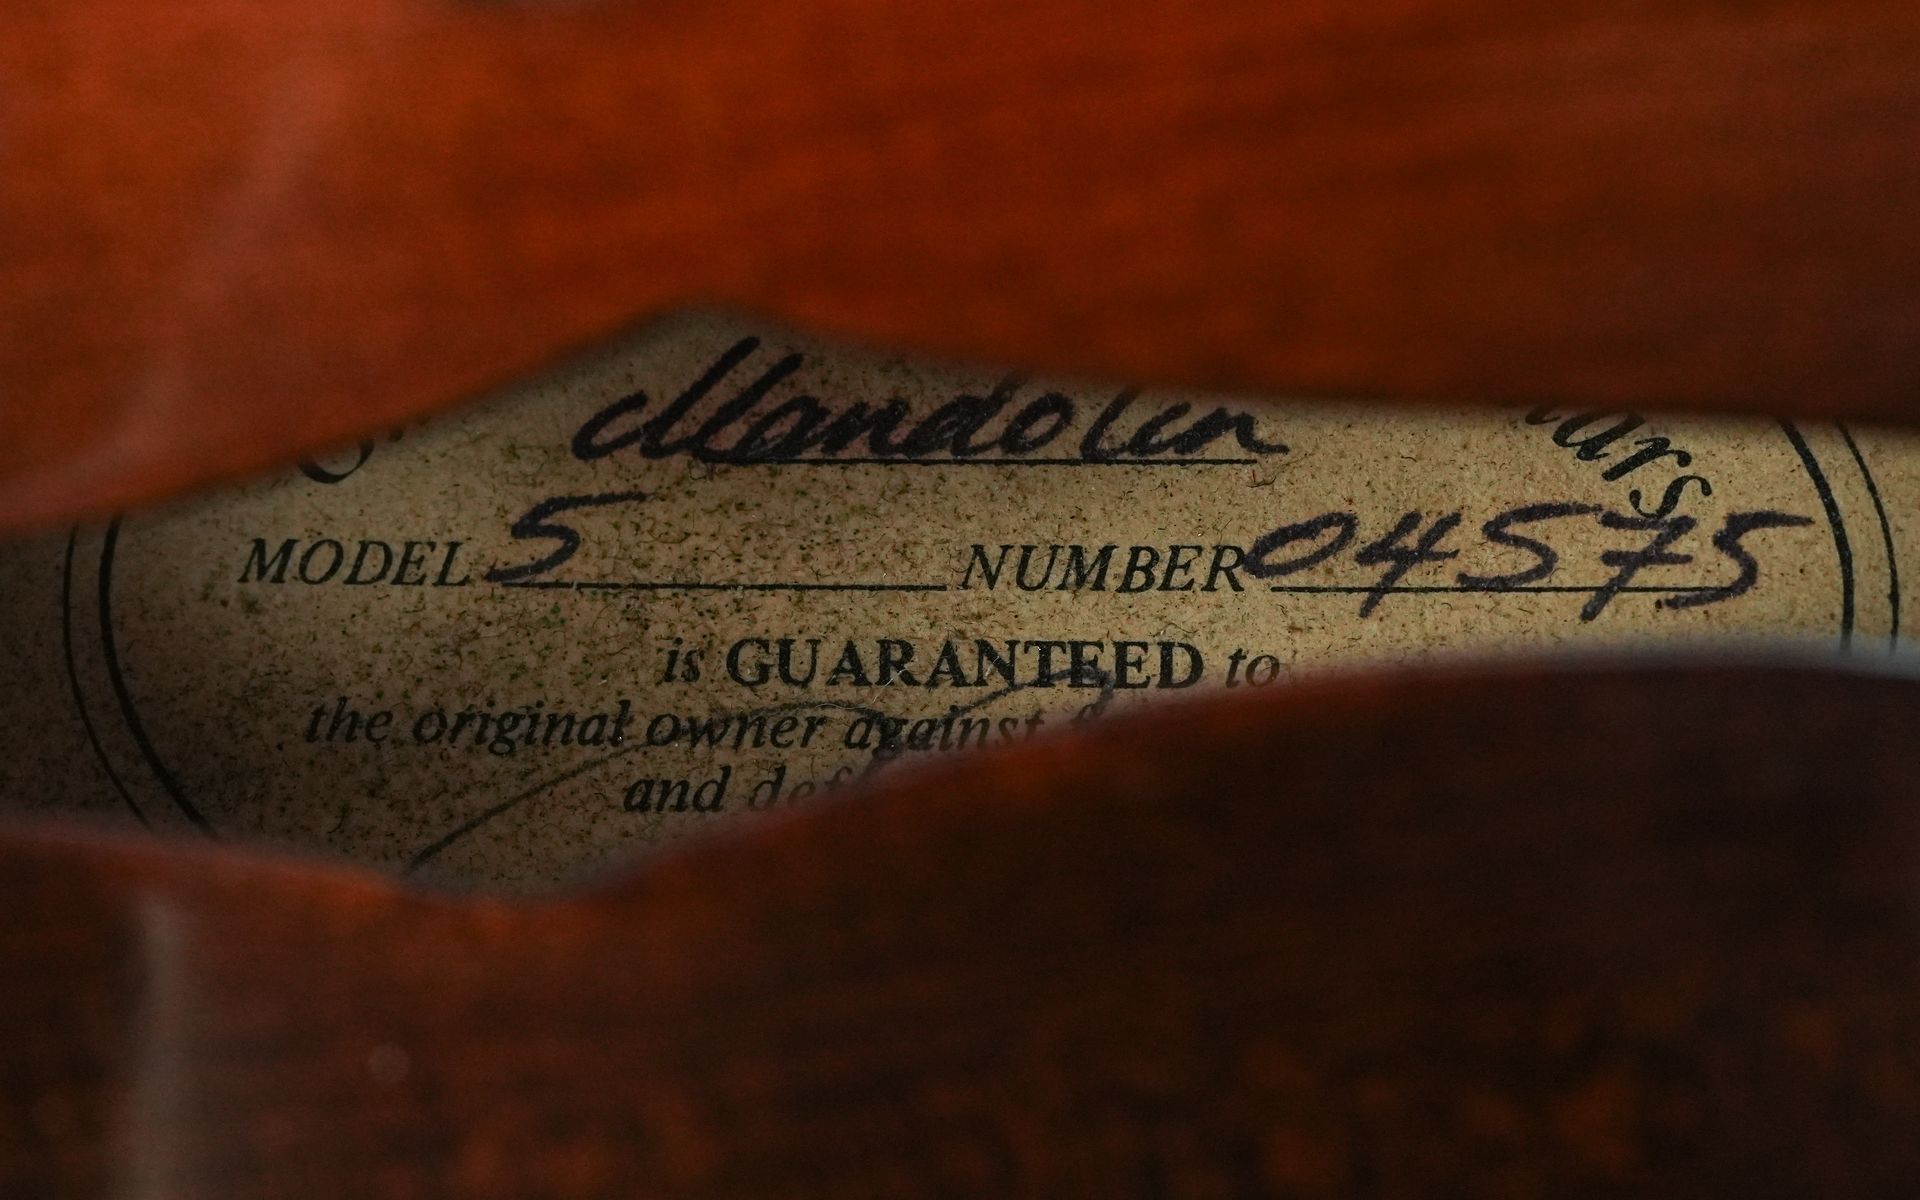 Mandolin
MODEL 5 NUMBER 04575
is GUARANTEED to
the original owner against
and